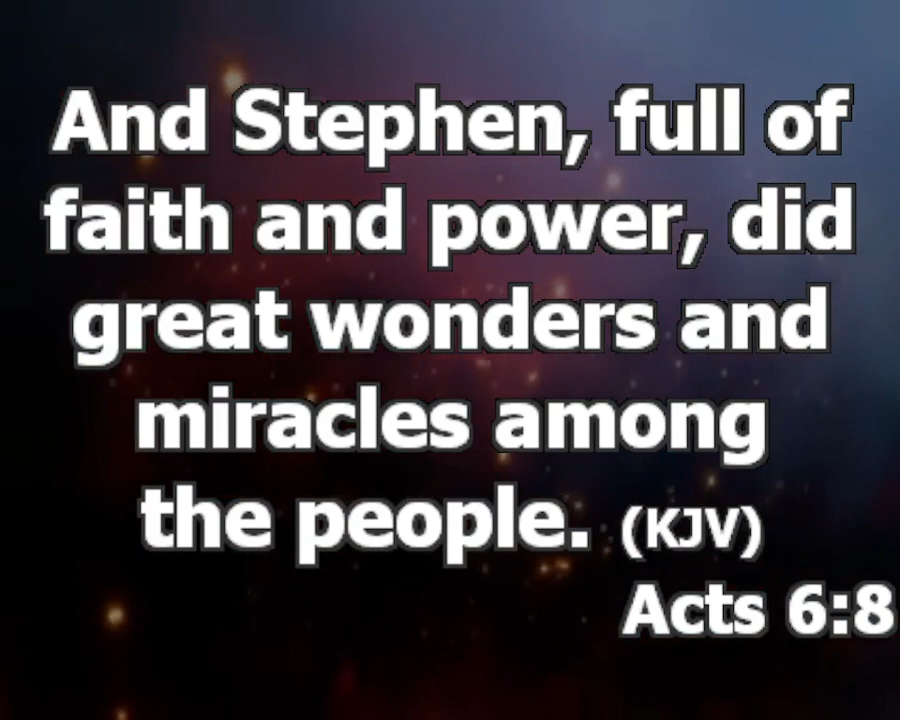 And Stephen, full of
faith and power, did
great wonders and
miracles among
the people. (KJV)
Acts 6:8